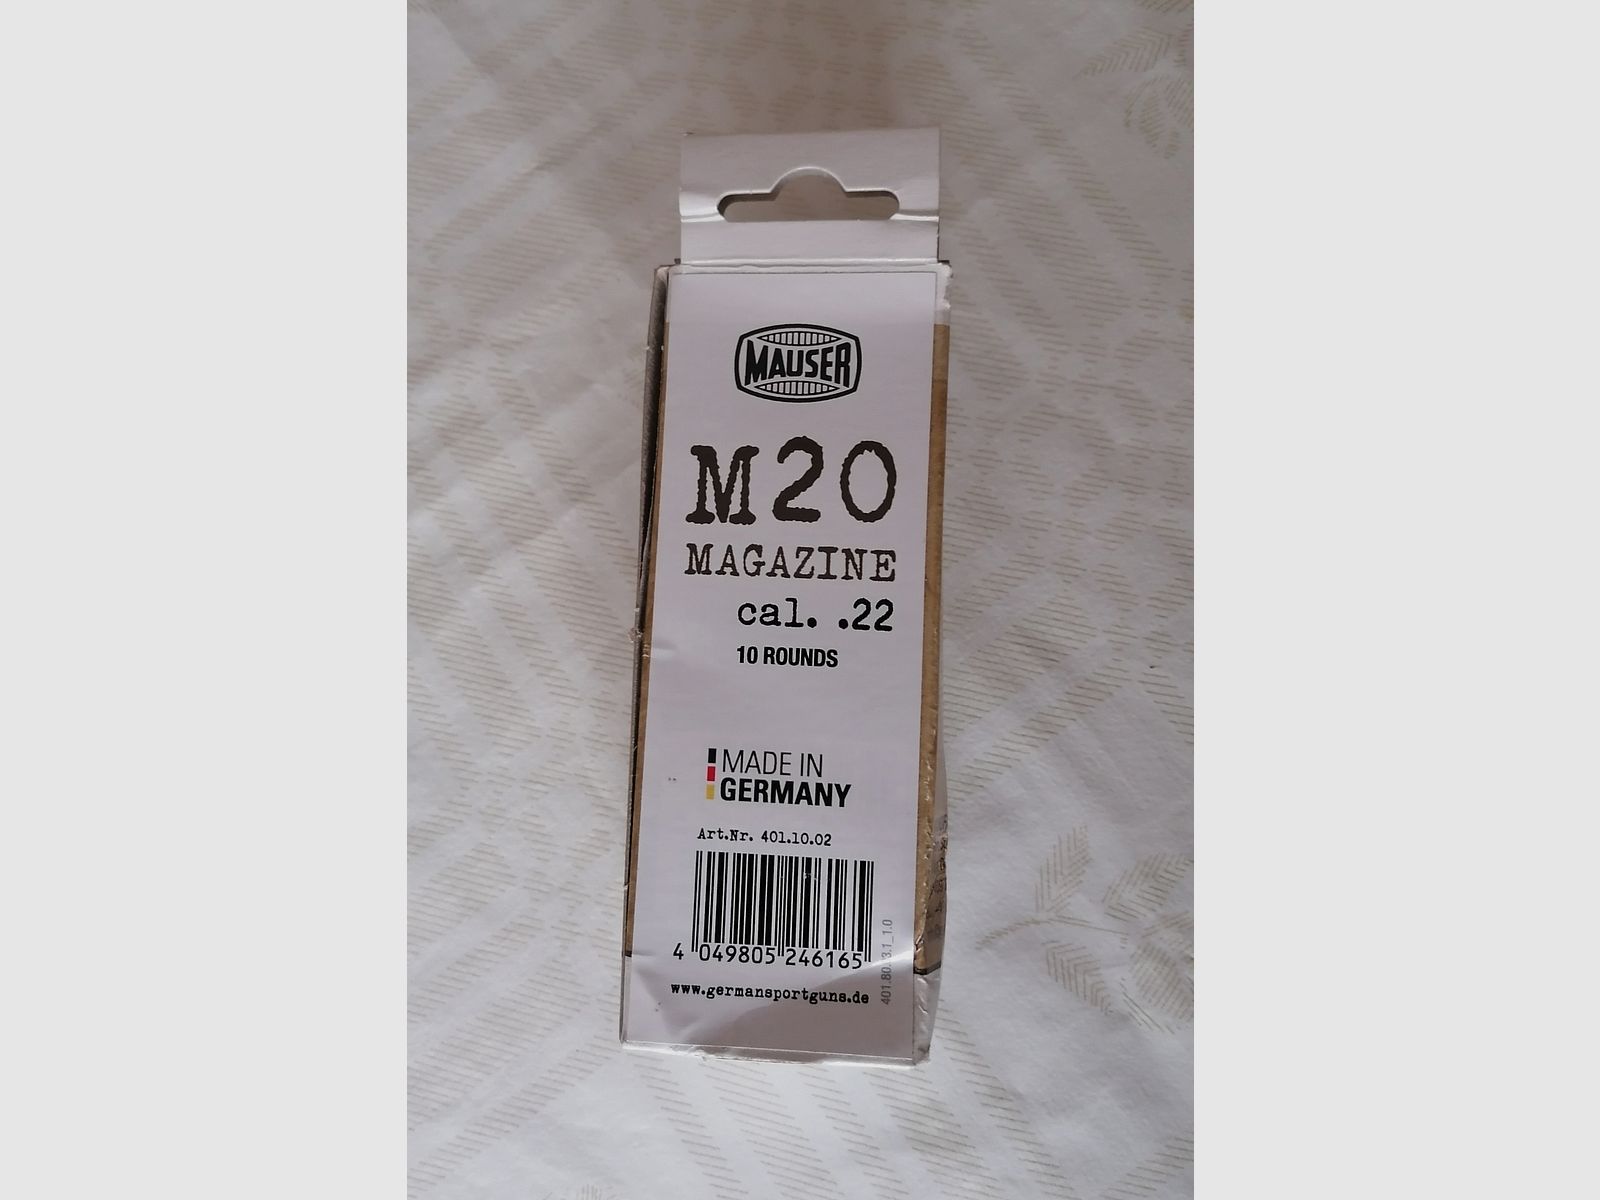 MAUSER
M20
MAGAZINE
cal. .22
10 ROUNDS
MADE IN
GERMANY
Art.Nr. 401.10.02
4 049805 246165
www.germansportguns.de